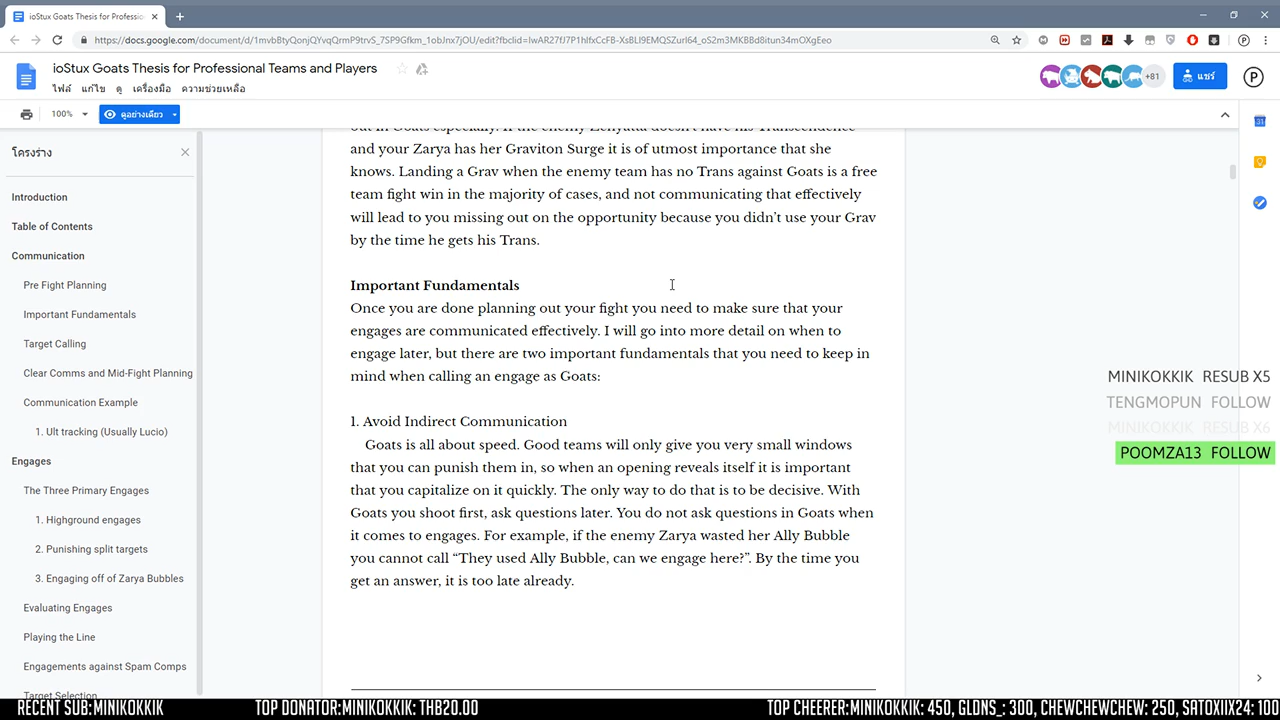 ioStux Goats Thesis for Professio
https://docs.google.com/document/d/1mvbBtyQonjQYvqQrmP9trvS_7SP9Gfkm_1obJnx7jOU/edit?fbclid=IwAR27fJ7P1hlfxCcFB-XsBLl9EMQSZurl64_oS2m3MKBBd8itun34mOXgEeo
ioStux Goats Thesis for Professional Teams and Players
ไฟล์ แก้ไข ดู เครื่องมือ ความช่วยเหลือ
+81
แชร์
P
100%
ดูอย่างเดียว
โครงร่าง
Introduction
Table of Contents
Communication
Pre Fight Planning
Important Fundamentals
Target Calling
Clear Comms and Mid-Fight Planning
Communication Example
1. Ult tracking (Usually Lucio)
Engages
The Three Primary Engages
1. Highground engages
2. Punishing split targets
3. Engaging off of Zarya Bubbles
Evaluating Engages
Playing the Line
Engagements against Spam Comps
Target Selection
out in Goats especially. If the enemy Zenyatta doesn't have his Transcendence
and your Zarya has her Graviton Surge it is of utmost importance that she
knows. Landing a Grav when the enemy team has no Trans against Goats is a free
team fight win in the majority of cases, and not communicating that effectively
will lead to you missing out on the opportunity because you didn't use your Grav
by the time he gets his Trans.
Important Fundamentals
Once you are done planning out your fight you need to make sure that your
engages are communicated effectively. I will go into more detail on when to
engage later, but there are two important fundamentals that you need to keep in
mind when calling an engage as Goats:
1. Avoid Indirect Communication
Goats is all about speed. Good teams will only give you very small windows
that you can punish them in, so when an opening reveals itself it is important
that you capitalize on it quickly. The only way to do that is to be decisive. With
Goats you shoot first, ask questions later. You do not ask questions in Goats when
it comes to engages. For example, if the enemy Zarya wasted her Ally Bubble
you cannot call “They used Ally Bubble, can we engage here?”. By the time you
get an answer, it is too late already.
MINIKOKKIK RESUB X5
TENGMOPUN FOLLOW
MINIKOKKIK RESUB X6
POOMZA13 FOLLOW
RECENT SUB:MINIKOKKIK
TOP DONATOR:MINIKOKKIK: THB20.00
TOP CHEERER:MINIKOKKIK: 450, GLDNS_: 300, CHEWCHEWCHEW: 250, SATOXIIX24: 100